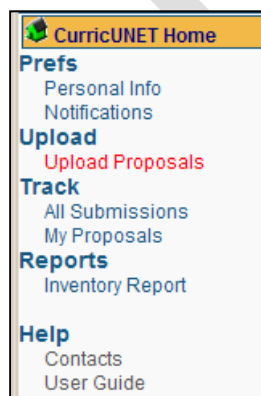 CurricUNET Home
Prefs
Personal Info
Notifications
Upload
Upload Proposals
Track
All Submissions
My Proposals
Reports
Inventory Report
Help
Contacts
User Guide